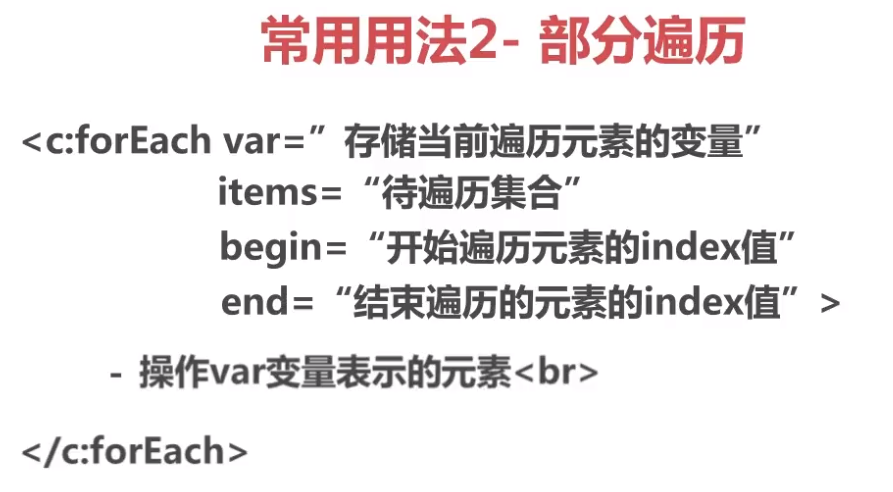 常用用法2- 部分遍历
<c:forEach var=”存储当前遍历元素的变量”
items=“待遍历集合”
begin=“开始遍历元素的index值”
end=“结束遍历的元素的index值”>
- 操作var变量表示的元素<br>
</c:forEach>